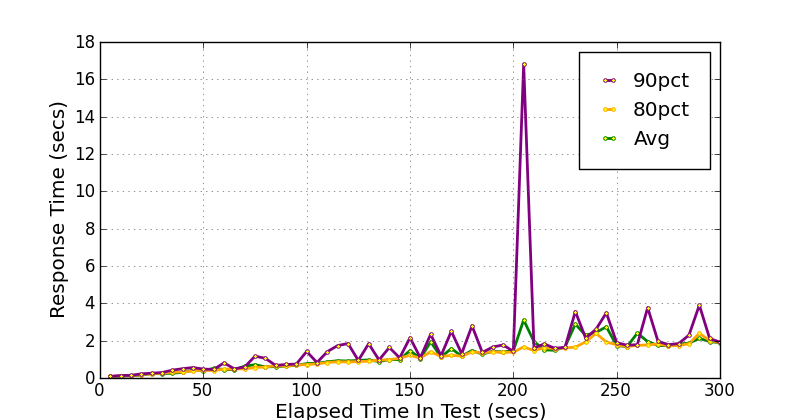 18
16
14
12
10
8
6
4
2
0
Response Time (secs)
90pct
80pct
Avg
0 50 100 150 200 250 300
Elapsed Time In Test (secs)